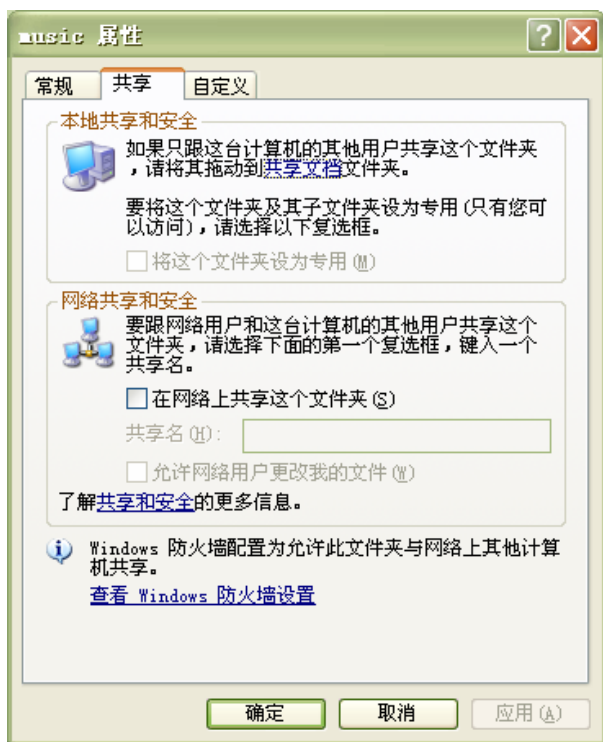 music 属性
常规 共享 自定义
本地共享和安全
如果只跟这台计算机的其他用户共享这个文件夹
，请将其拖动到共享文档文件夹。
要将这个文件夹及其子文件夹设为专用(只有您可
以访问)，请选择以下复选框。
将这个文件夹设为专用(M)
网络共享和安全
要跟网络用户和这台计算机的其他用户共享这个
文件夹，请选择下面的第一个复选框，键入一个
共享名。
在网络上共享这个文件夹(S)
共享名(H):
允许网络用户更改我的文件(W)
了解共享和安全的更多信息。
Windows 防火墙配置为允许此文件夹与网络上其他计算
机共享。
查看 Windows 防火墙设置
确定 取消 应用(A)